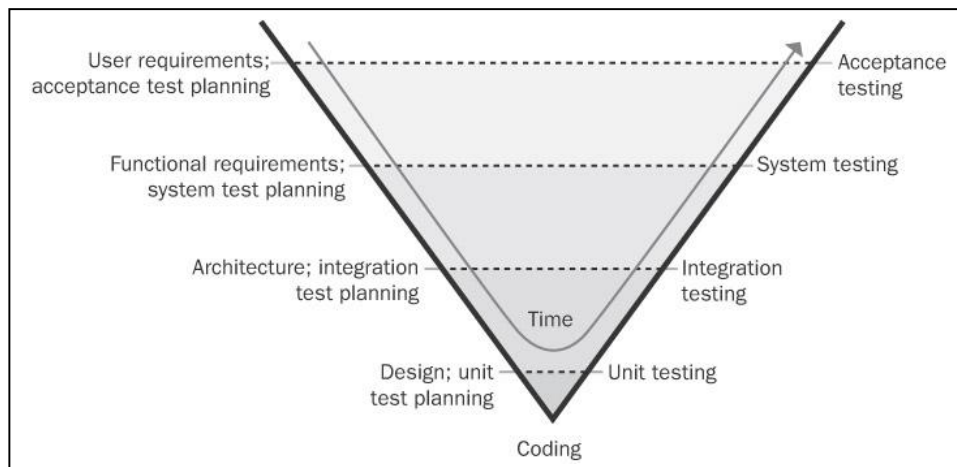 User requirements;
acceptance test planning
Acceptance
testing
Functional requirements;
system test planning
System testing
Architecture; integration
test planning
Integration
testing
Time
Design; unit
test planning
Unit testing
Coding